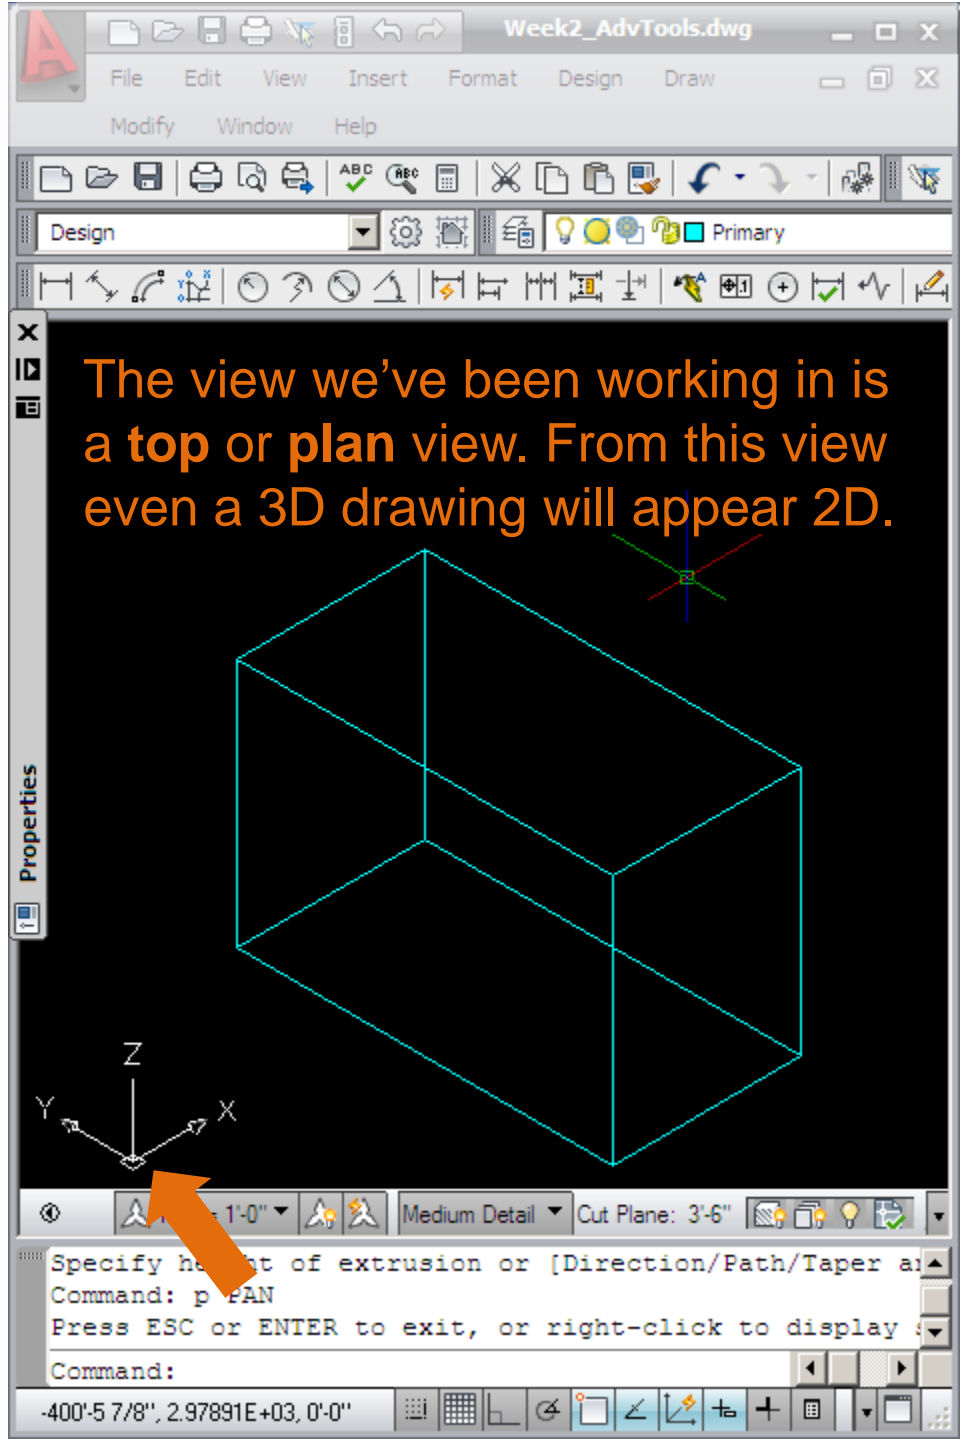 Week2_AdvTools.dwg
File Edit View Insert Format Design Draw
Modify Window Help
ABC ABC
Design
Primary
The view we've been working in is
a top or plan view. From this view
even a 3D drawing will appear 2D.
Properties
Z
Y X
1'-0" Medium Detail Cut Plane: 3'-6"
Specify of extrusion or [Direction/Path/Taper
Command: p PAN
Press ESC or ENTER to exit, or right-click to display
Command:
-400'-5 7/8", 2.97891E+03, 0'-0"